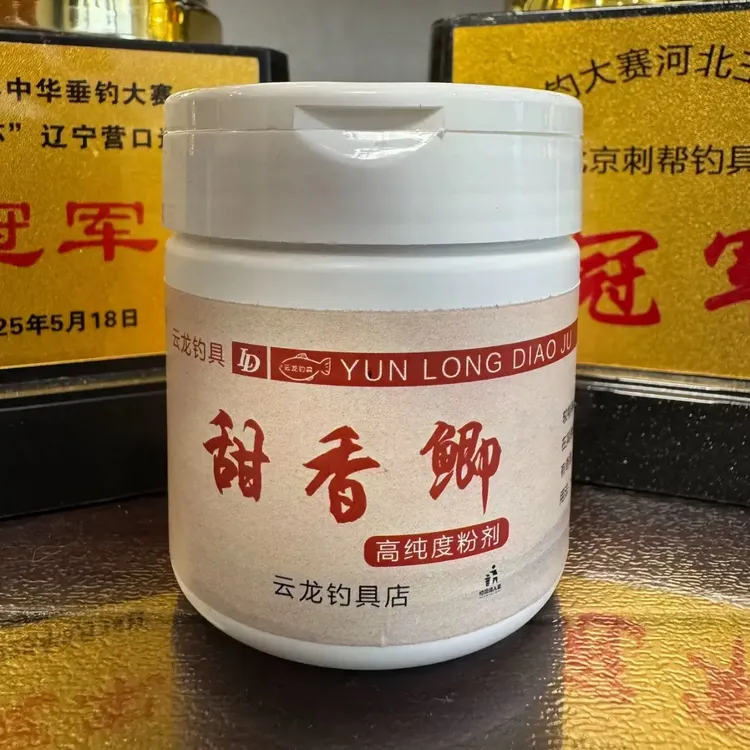 中华垂钓大赛
辽宁营口
冠军
25年5月18日
钓大赛河北
京刺帮钓具
冠军
云龙钓具 LD 云龙钓具 YUN LONG DIAO JU
甜香鲫
高纯度粉剂
云龙钓具店